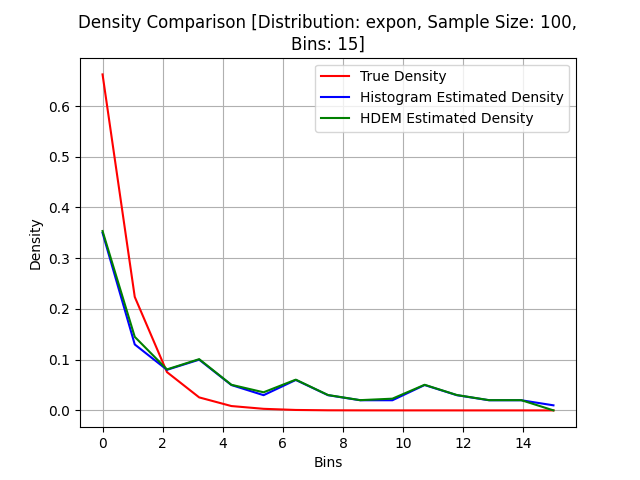 Density Comparison [Distribution: expon, Sample Size: 100,
Bins: 15]
True Density
Histogram Estimated Density
HDEM Estimated Density
Density
0.6
0.5
0.4
0.3
0.2
0.1
0.0
0 2 4 6 8 10 12 14
Bins